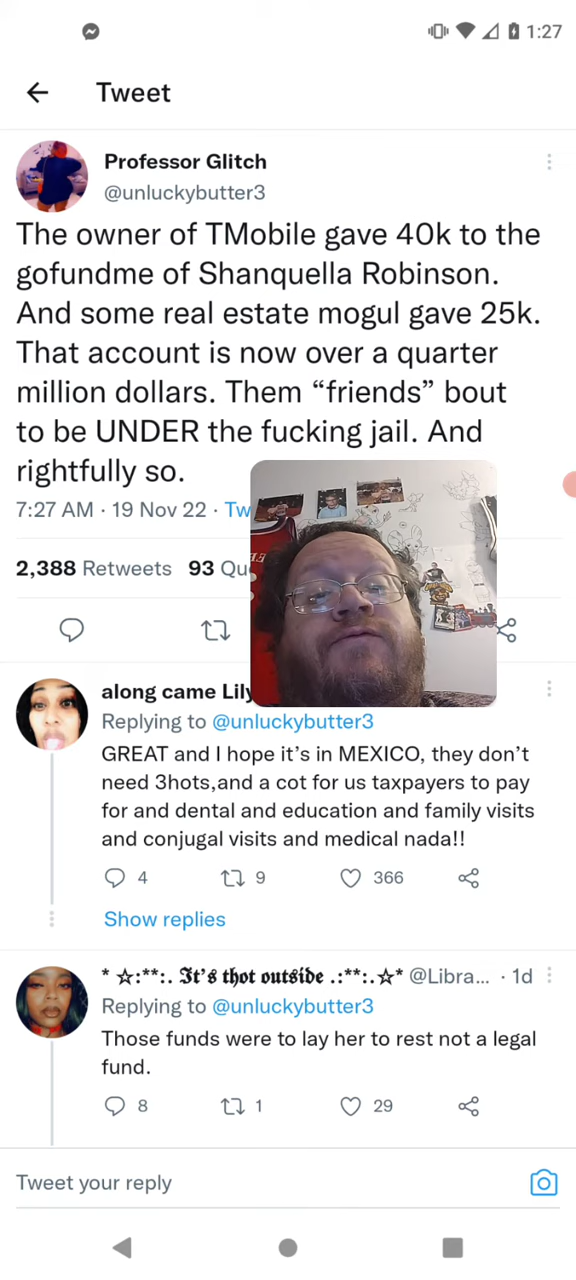 1:27
Tweet
Professor Glitch
@unluckybutter3
The owner of TMobile gave 40k to the
gofundme of Shanquella Robinson.
And some real estate mogul gave 25k.
That account is now over a quarter
million dollars. Them “friends” bout
to be UNDER the fucking jail. And
rightfully so.
7:27 AM · 19 Nov 22 · Tw
2,388 Retweets 93 Qu
along came Lily
Replying to @unluckybutter3
GREAT and I hope it’s in MEXICO, they don’t
need 3hots,and a cot for us taxpayers to pay
for and dental and education and family visits
and conjugal visits and medical nada!!
4 9 366
Show replies
* ☆:**:. 𝕴𝖙’𝖘 𝖙𝖍𝖔𝖙 𝖔𝖚𝖙𝖘𝖎𝖉𝖊 .:**:.☆* @Libra... · 1d
Replying to @unluckybutter3
Those funds were to lay her to rest not a legal
fund.
8 1 29
Tweet your reply